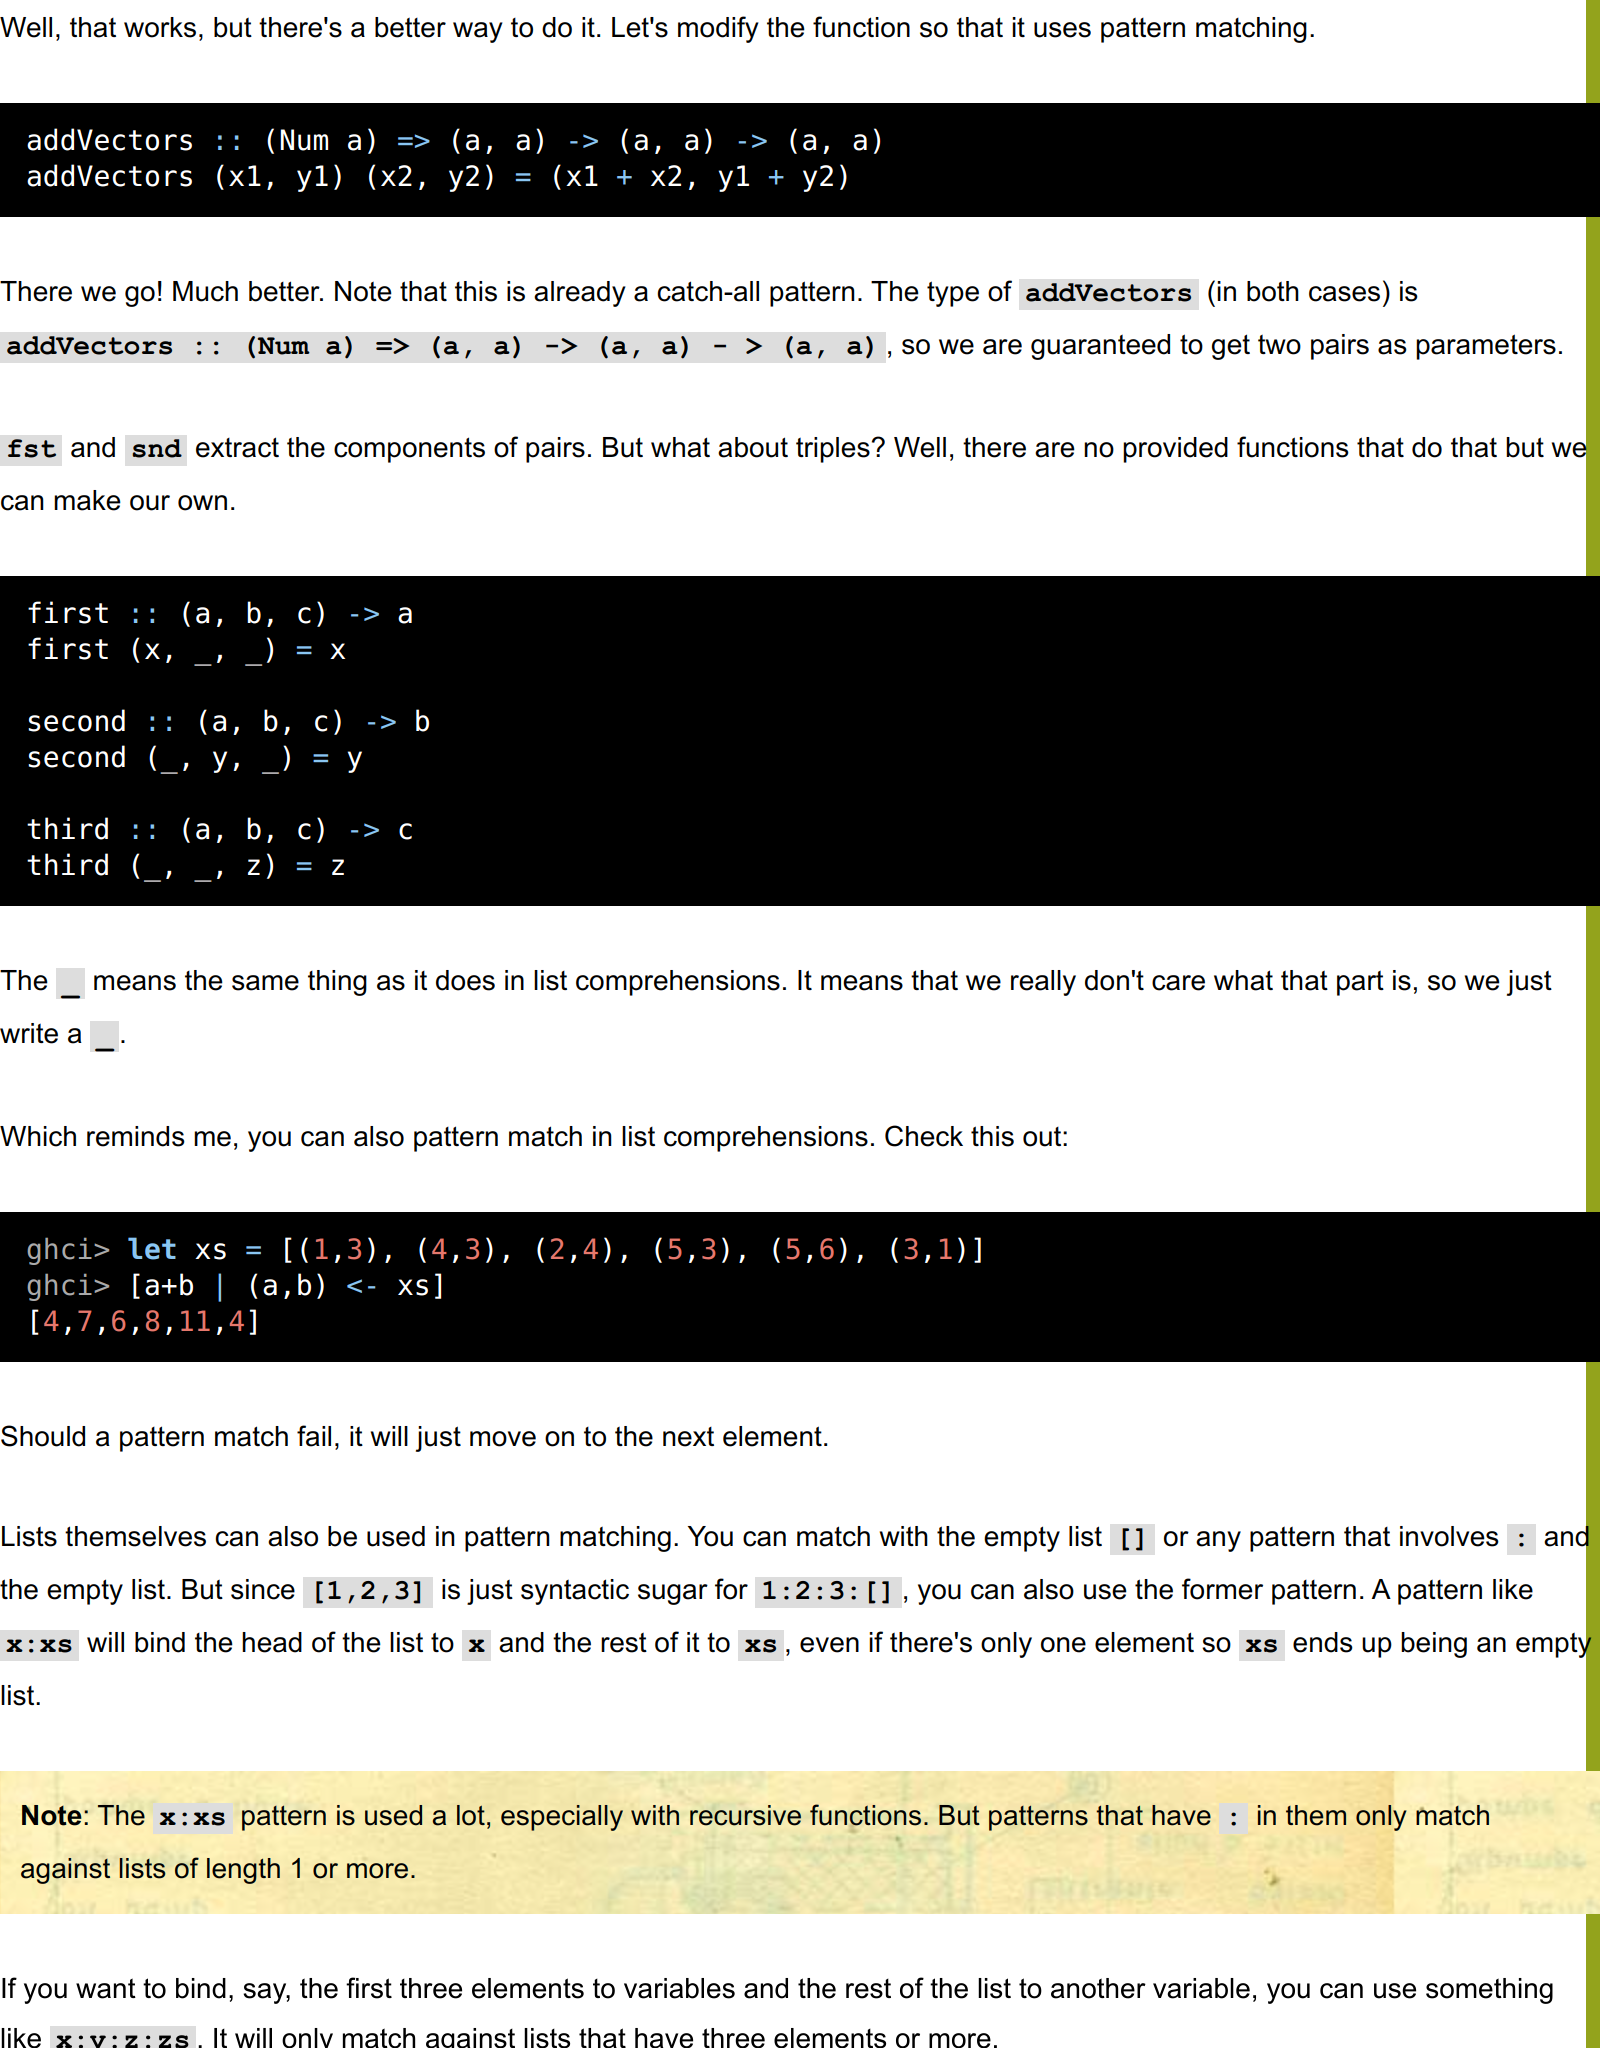 Well, that works, but there's a better way to do it. Let's modify the function so that it uses pattern matching.
addVectors :: (Num a) => (a, a) -> (a, a) -> (a, a)
addVectors (x1, y1) (x2, y2) = (x1 + x2, y1 + y2)
There we go! Much better. Note that this is already a catch-all pattern. The type of addVectors (in both cases) is
addVectors :: (Num a) => (a, a) -> (a, a) - > (a, a), so we are guaranteed to get two pairs as parameters.
fst and snd extract the components of pairs. But what about triples? Well, there are no provided functions that do that but we
can make our own.
first :: (a, b, c) -> a
first (x, _, _) = x
second :: (a, b, c) -> b
second (_, y, _) = y
third :: (a, b, c) -> c
third (_, _, z) = z
The _ means the same thing as it does in list comprehensions. It means that we really don't care what that part is, so we just
write a _.
Which reminds me, you can also pattern match in list comprehensions. Check this out:
ghci> let xs = [(1,3), (4,3), (2,4), (5,3), (5,6), (3,1)]
ghci> [a+b | (a,b) <- xs]
[4,7,6,8,11,4]
Should a pattern match fail, it will just move on to the next element.
Lists themselves can also be used in pattern matching. You can match with the empty list [] or any pattern that involves : and
the empty list. But since [1,2,3] is just syntactic sugar for 1:2:3:[], you can also use the former pattern. A pattern like
x:xs will bind the head of the list to x and the rest of it to xs, even if there's only one element so xs ends up being an empty
list.
Note: The x:xs pattern is used a lot, especially with recursive functions. But patterns that have : in them only match
against lists of length 1 or more.
If you want to bind, say, the first three elements to variables and the rest of the list to another variable, you can use something
like x:y:z:zs. It will only match against lists that have three elements or more.